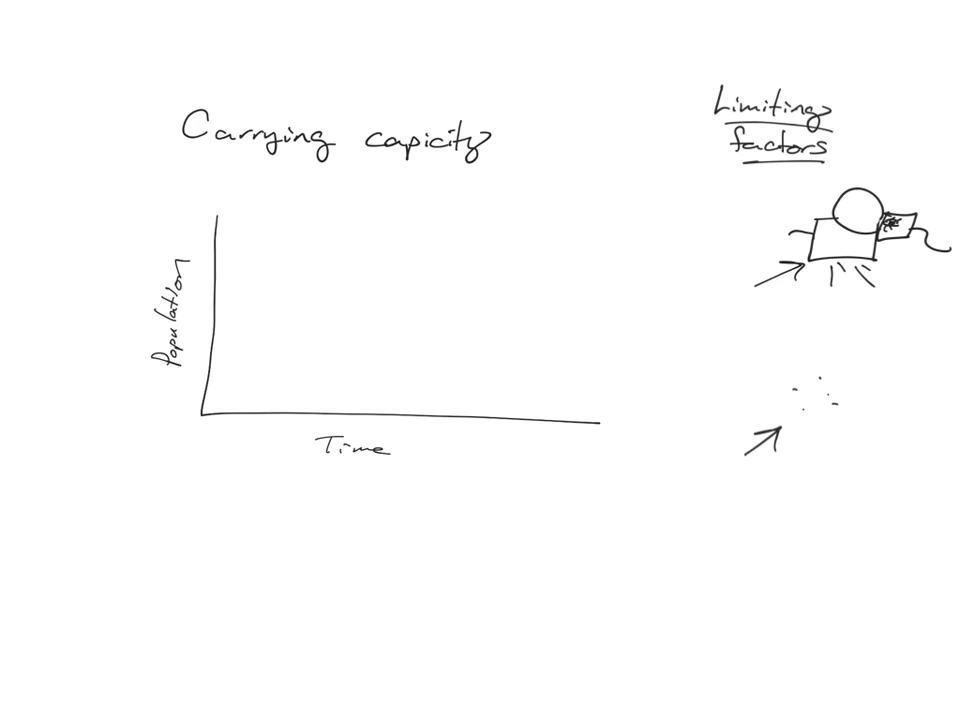 Carrying capicity
Limiting
factors
Population
Time